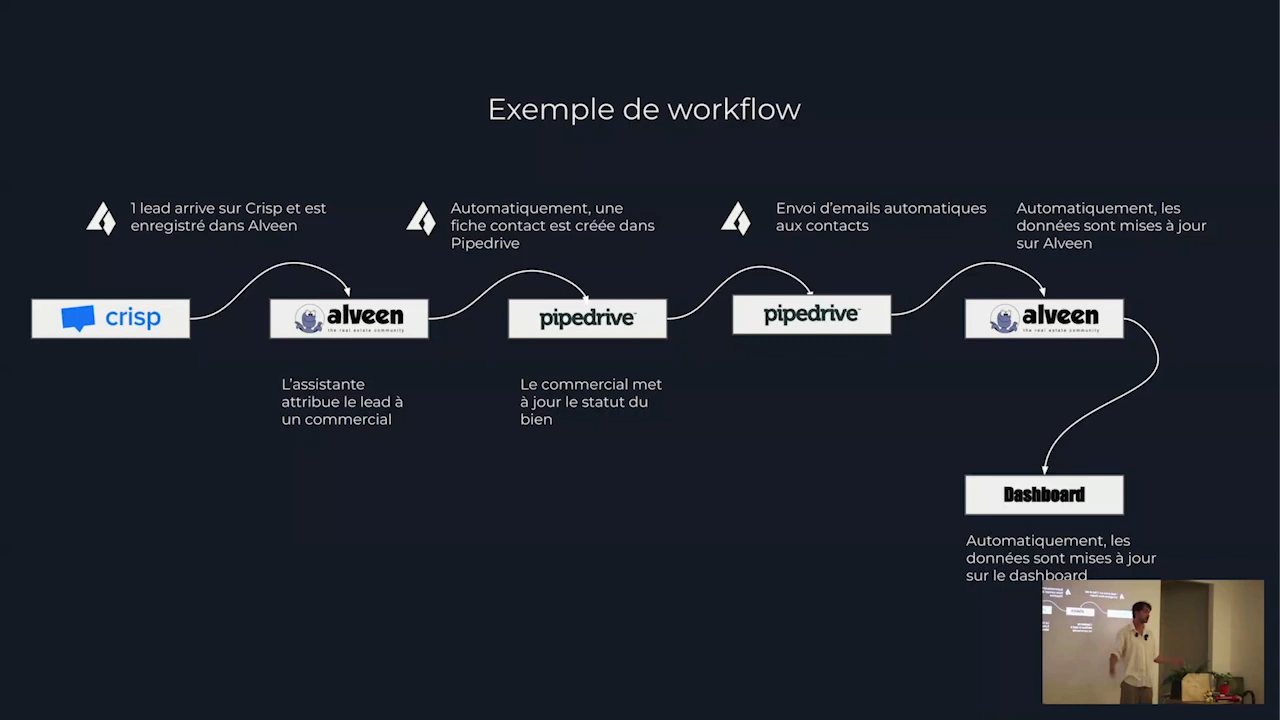 Exemple de workflow
1 lead arrive sur Crisp et est
enregistré dans Alveen
Automatiquement, une
fiche contact est créée dans
Pipedrive
Envoi d'emails automatiques
aux contacts
Automatiquement, les
données sont mises à jour
sur Alveen
crisp
alveen
the real estate community
pipedrive
pipedrive
alveen
the real estate community
L'assistante
attribue le lead à
un commercial
Le commercial met
à jour le statut du
bien
Dashboard
Automatiquement, les
données sont mises à jour
sur le dashboard